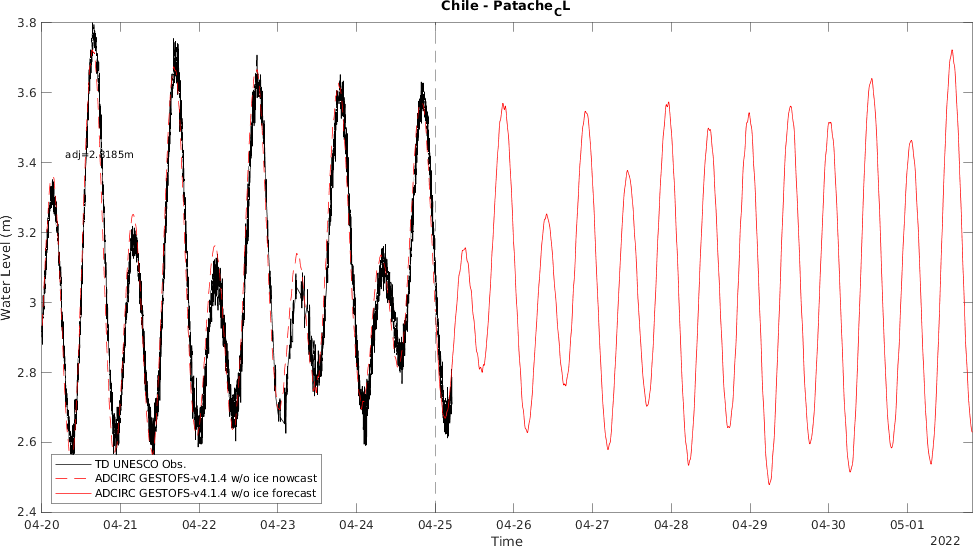 Chile - Patache_CL
3.8
3.6
3.4
3.2
3
2.8
2.6
2.4
Water Level (m)
adj=2.8185m
TD UNESCO Obs.
ADCIRC GESTOFS-v4.1.4 w/o ice nowcast
ADCIRC GESTOFS-v4.1.4 w/o ice forecast
04-20 04-21 04-22 04-23 04-24 04-25 04-26 04-27 04-28 04-29 04-30 05-01
Time
2022